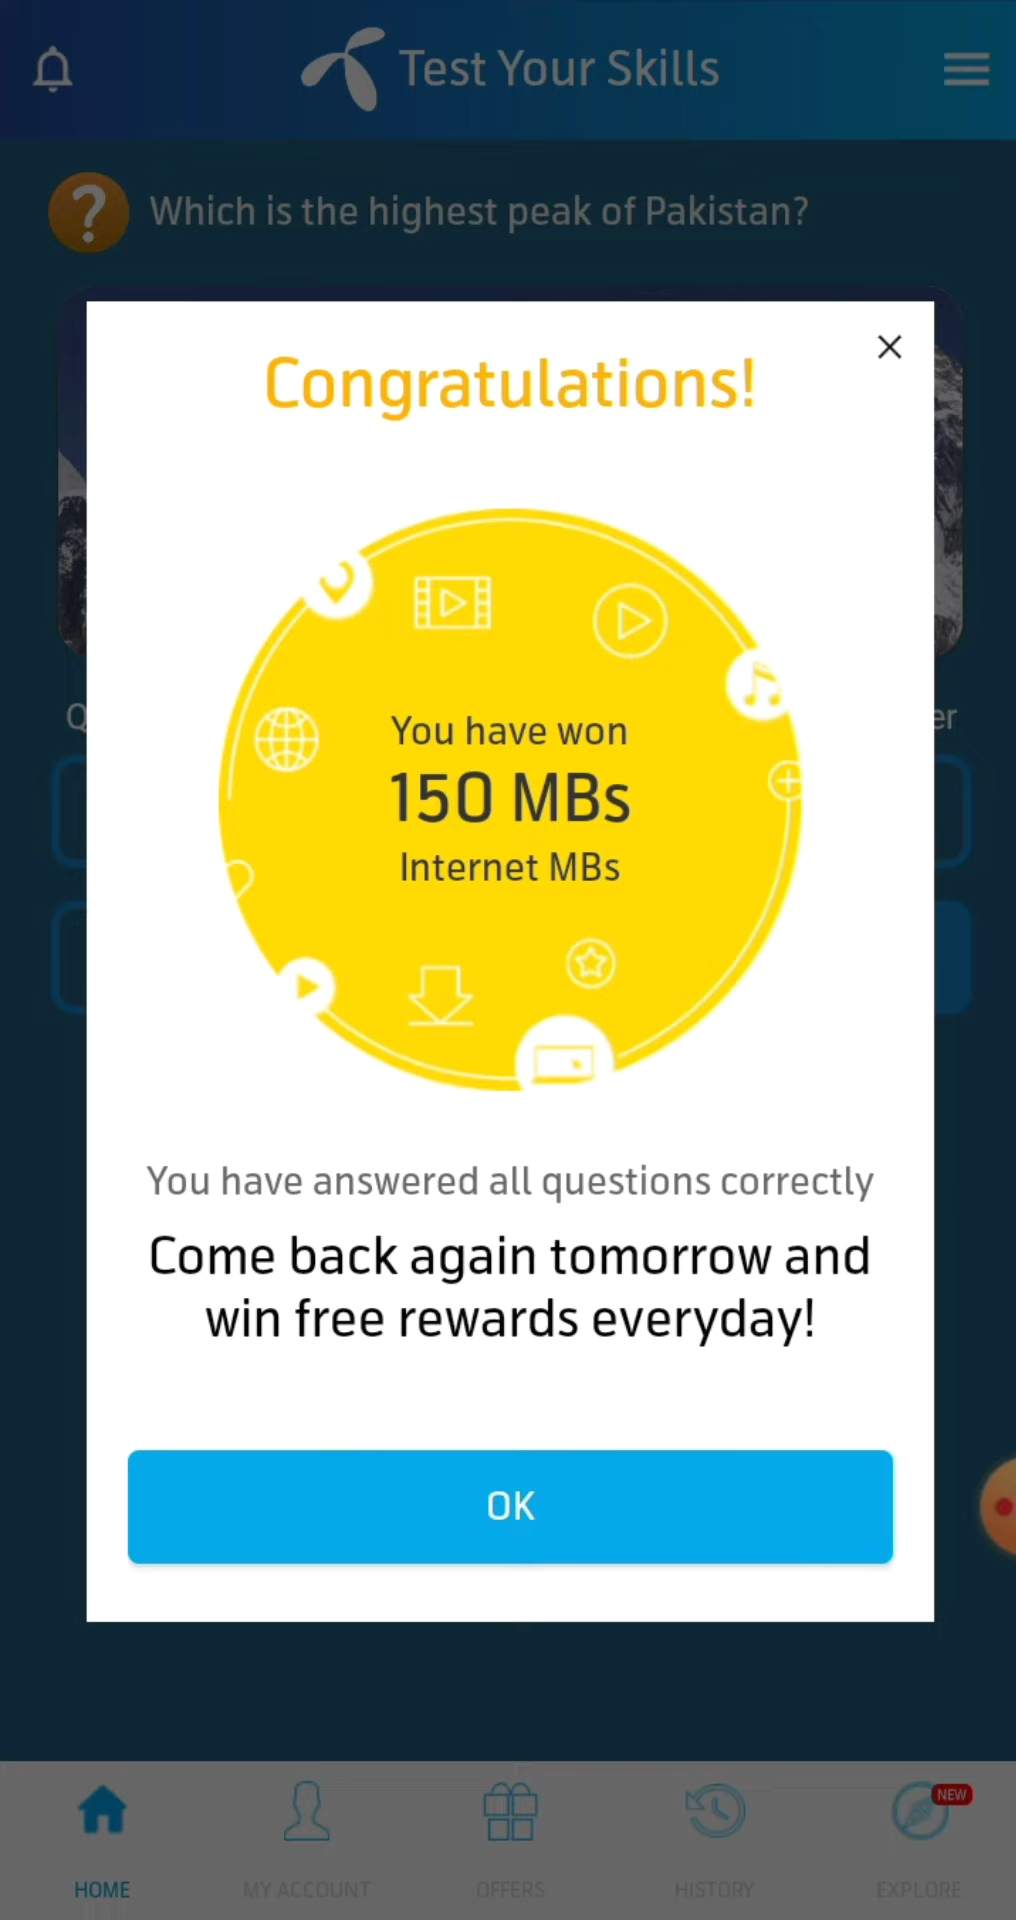 Test Your Skills
?
Which is the highest peak of Pakistan?
Congratulations!
You have won
150 MBs
Internet MBs
You have answered all questions correctly
Come back again tomorrow and
win free rewards everyday!
OK
NEW
HOME
MY ACCOUNT
OFFERS
HISTORY
EXPLORE